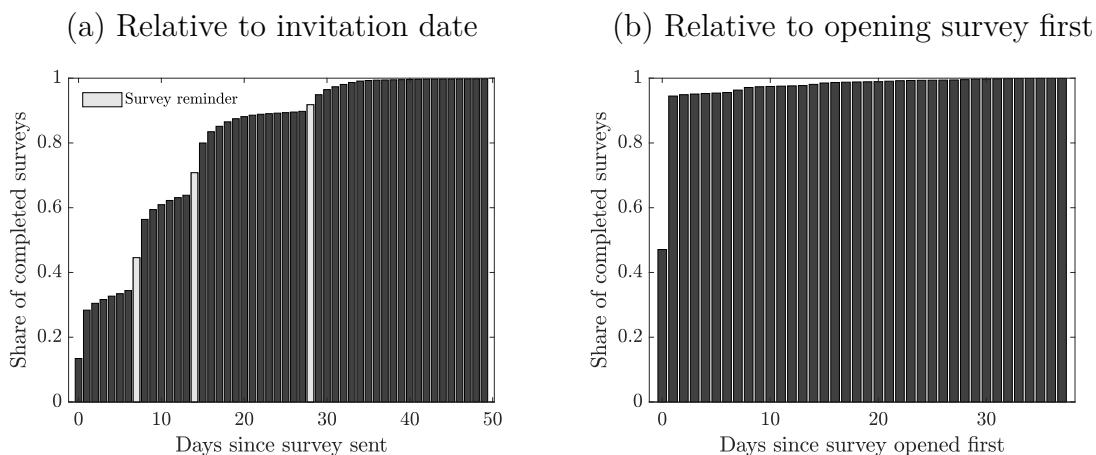 (a) Relative to invitation date
1
0.8
0.6
0.4
0.2
0
Share of completed surveys
Survey reminder
0 10 20 30 40 50
Days since survey sent
(b) Relative to opening survey first
1
0.8
0.6
0.4
0.2
0
Share of completed surveys
0 10 20 30
Days since survey opened first